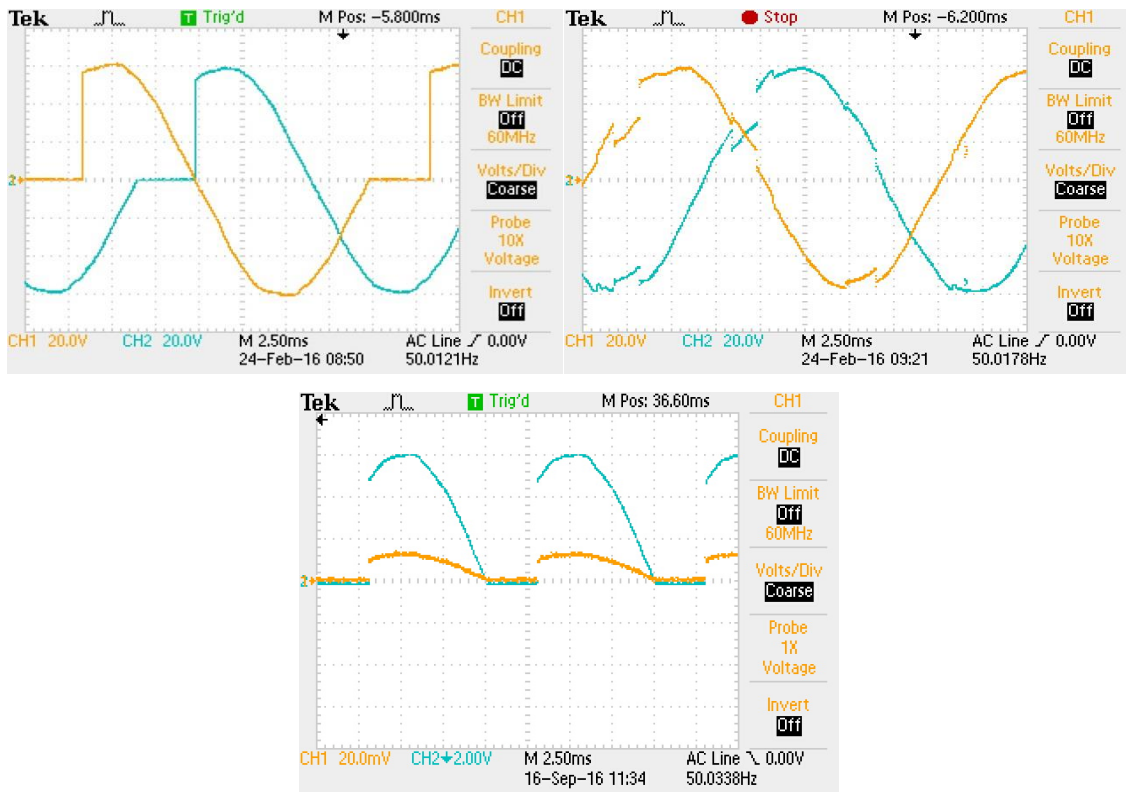 Tek Trig'd M Pos: -5.800ms CH1
Coupling
DC
BW Limit
Off
60MHz
Volts/Div
Coarse
Probe
10X
Voltage
Invert
Off
2
CH1 20.0V CH2 20.0V M 2.50ms AC Line 0.00V
24-Feb-16 08:50 50.0121Hz
Tek Stop M Pos: -6.200ms CH1
Coupling
DC
BW Limit
Off
60MHz
Volts/Div
Coarse
Probe
10X
Voltage
Invert
Off
2
CH1 20.0V CH2 20.0V M 2.50ms AC Line 0.00V
24-Feb-16 09:21 50.0178Hz
Tek T Trig'd M Pos: 36.60ms CH1
Coupling
DC
BW Limit
Off
60MHz
Volts/Div
Coarse
Probe
1X
Voltage
Invert
Off
2
CH1 20.0mV CH2 2.00V M 2.50ms AC Line 0.00V
16-Sep-16 11:34 50.0338Hz